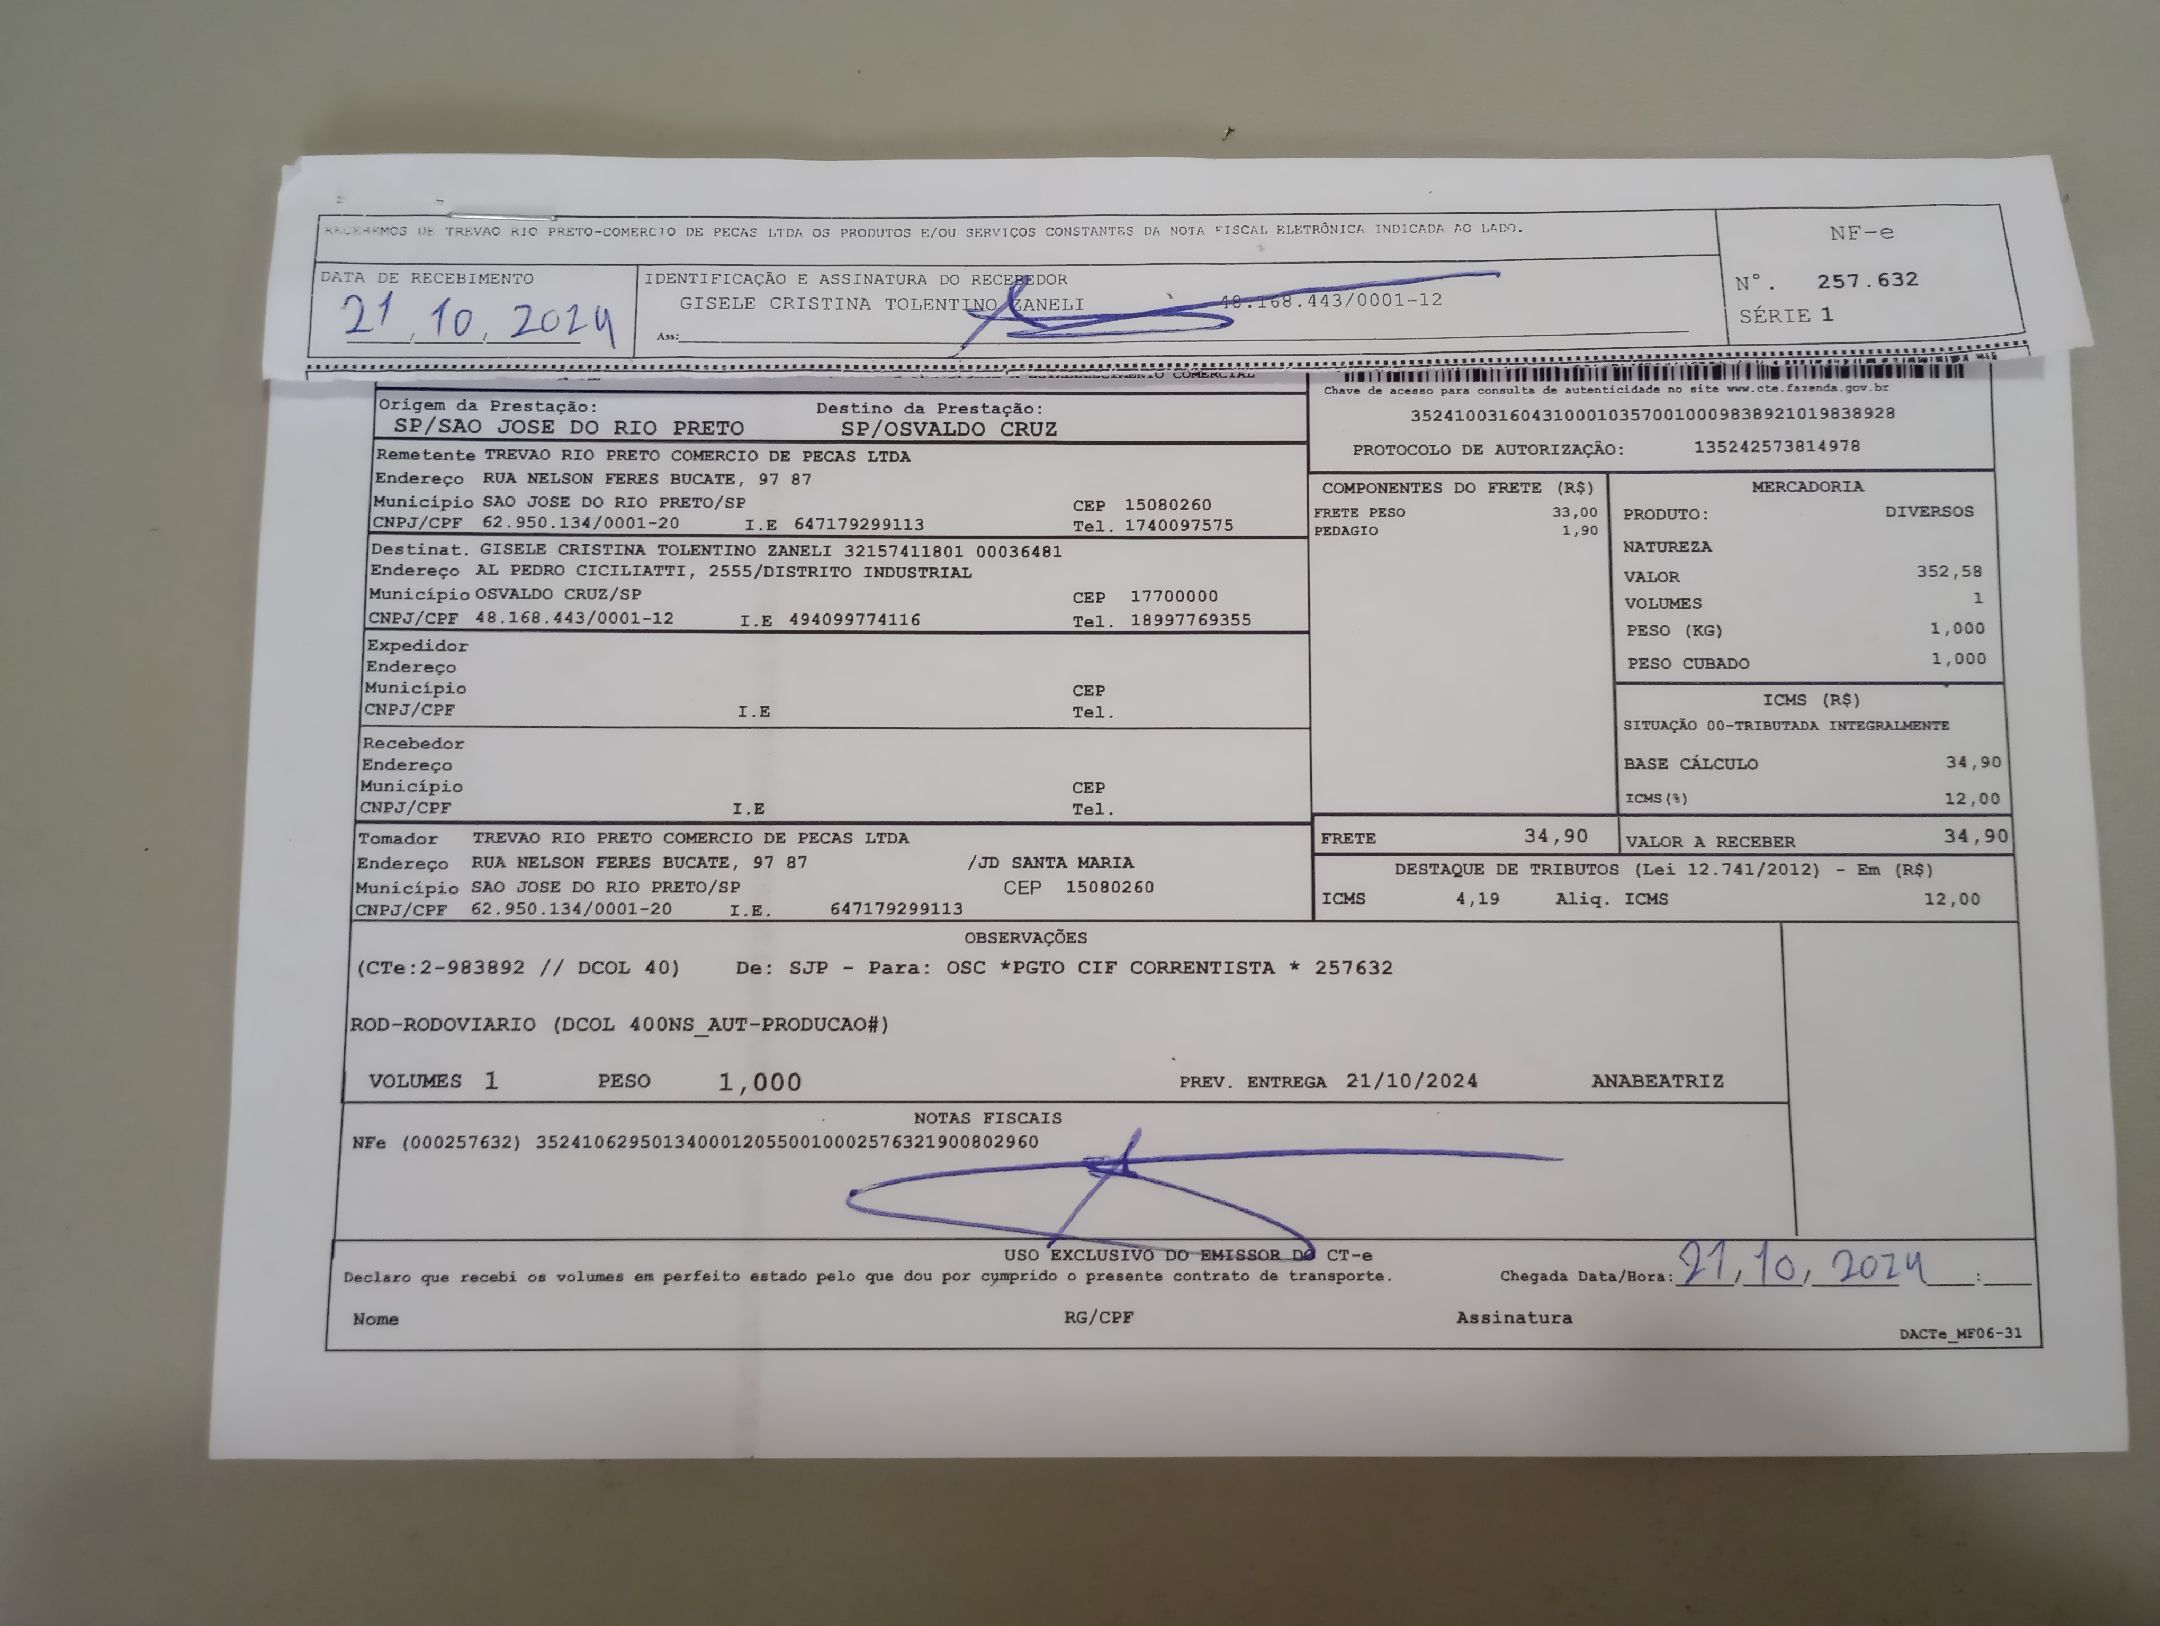 RECEBEMOS DE TREVAO RIO PRETO-COMERCIO DE PECAS LTDA OS PRODUTOS E/OU SERVIÇOS CONSTANTES DA NOTA FISCAL ELETRÔNICA INDICADA AO LADO.
NF-e
Nº. 257.632
SÉRIE 1
DATA DE RECEBIMENTO
21,10,2024
IDENTIFICAÇÃO E ASSINATURA DO RECEBEDOR
GISELE CRISTINA TOLENTINO ZANELI 48.168.443/0001-12
Ass:
ESTABELECIMENTO COMERCIAL
Origem da Prestação: Destino da Prestação:
SP/SAO JOSE DO RIO PRETO SP/OSVALDO CRUZ
Chave de acesso para consulta de autenticidade no site www.cte.fazenda.gov.br
35241003160431000103570010009838921019838928
PROTOCOLO DE AUTORIZAÇÃO: 135242573814978
Remetente TREVAO RIO PRETO COMERCIO DE PECAS LTDA
Endereço RUA NELSON FERES BUCATE, 97 87
Município SAO JOSE DO RIO PRETO/SP CEP 15080260
CNPJ/CPF 62.950.134/0001-20 I.E 647179299113 Tel. 1740097575
Destinat. GISELE CRISTINA TOLENTINO ZANELI 32157411801 00036481
Endereço AL PEDRO CICILIATTI, 2555/DISTRITO INDUSTRIAL
Município OSVALDO CRUZ/SP CEP 17700000
CNPJ/CPF 48.168.443/0001-12 I.E 494099774116 Tel. 18997769355
Expedidor
Endereço
Município CEP
CNPJ/CPF I.E Tel.
Recebedor
Endereço
Município CEP
CNPJ/CPF I.E Tel.
Tomador TREVAO RIO PRETO COMERCIO DE PECAS LTDA
Endereço RUA NELSON FERES BUCATE, 97 87 /JD SANTA MARIA
Município SAO JOSE DO RIO PRETO/SP CEP 15080260
CNPJ/CPF 62.950.134/0001-20 I.E. 647179299113
COMPONENTES DO FRETE (R$)
FRETE PESO 33,00
PEDAGIO 1,90
MERCADORIA
PRODUTO: DIVERSOS
NATUREZA
VALOR 352,58
VOLUMES 1
PESO (KG) 1,000
PESO CUBADO 1,000
ICMS (R$)
SITUAÇÃO 00-TRIBUTADA INTEGRALMENTE
BASE CÁLCULO 34,90
ICMS(%) 12,00
FRETE 34,90 VALOR A RECEBER 34,90
DESTAQUE DE TRIBUTOS (Lei 12.741/2012) - Em (R$)
ICMS 4,19 Aliq. ICMS 12,00
OBSERVAÇÕES
(CTe:2-983892 // DCOL 40) De: SJP - Para: OSC *PGTO CIF CORRENTISTA * 257632
ROD-RODOVIARIO (DCOL 400NS_AUT-PRODUCAO#)
VOLUMES 1 PESO 1,000 PREV. ENTREGA 21/10/2024 ANABEATRIZ
NOTAS FISCAIS
NFe (000257632) 35241062950134000120550010002576321900802960
USO EXCLUSIVO DO EMISSOR DO CT-e
Declaro que recebi os volumes em perfeito estado pelo que dou por cumprido o presente contrato de transporte. Chegada Data/Hora: 21,10,2024 :
Nome RG/CPF Assinatura
DACTe_MF06-31